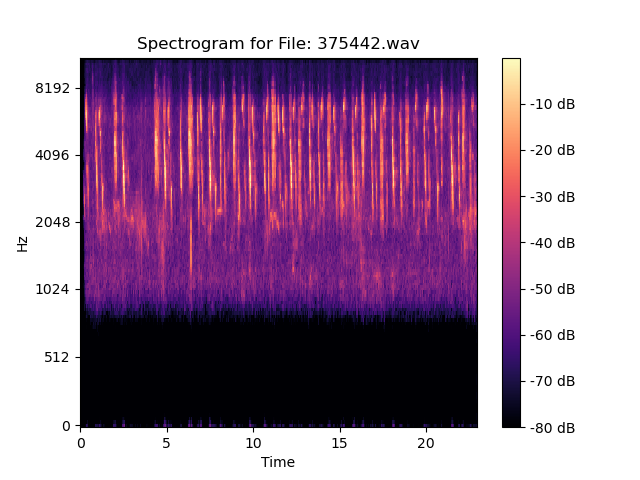 Spectrogram for File: 375442.wav
8192
4096
2048
1024
512
0
Hz
0
5
10
15
20
Time
-10 dB
-20 dB
-30 dB
-40 dB
-50 dB
-60 dB
-70 dB
-80 dB